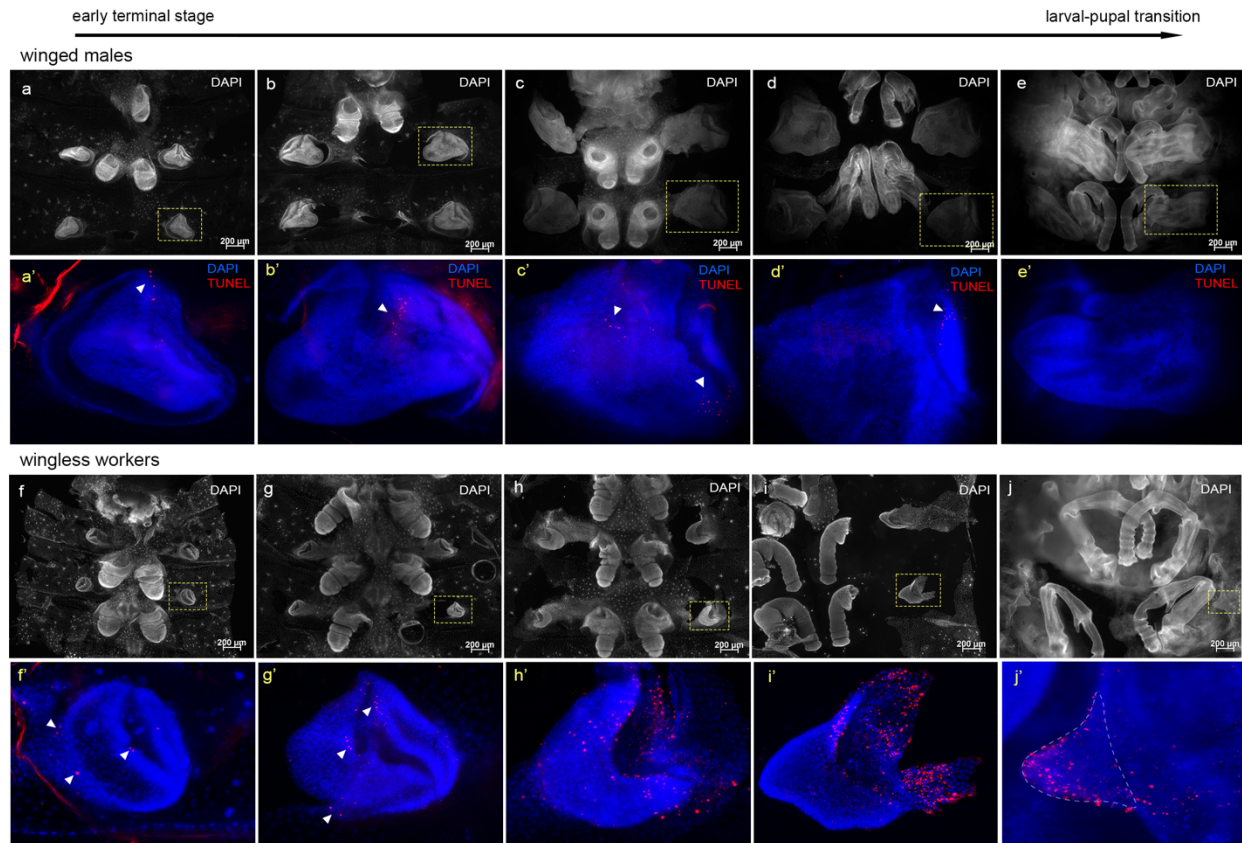 early terminal stage
larval-pupal transition
winged males
a
DAPI
200 µm
b
DAPI
200 µm
c
DAPI
200 µm
d
DAPI
200 µm
e
DAPI
200 µm
a'
DAPI
TUNEL
b'
DAPI
TUNEL
c'
DAPI
TUNEL
d'
DAPI
TUNEL
e'
DAPI
TUNEL
wingless workers
f
DAPI
200 µm
g
DAPI
200 µm
h
DAPI
200 µm
i
DAPI
200 µm
j
DAPI
200 µm
f'
g'
h'
i'
j'